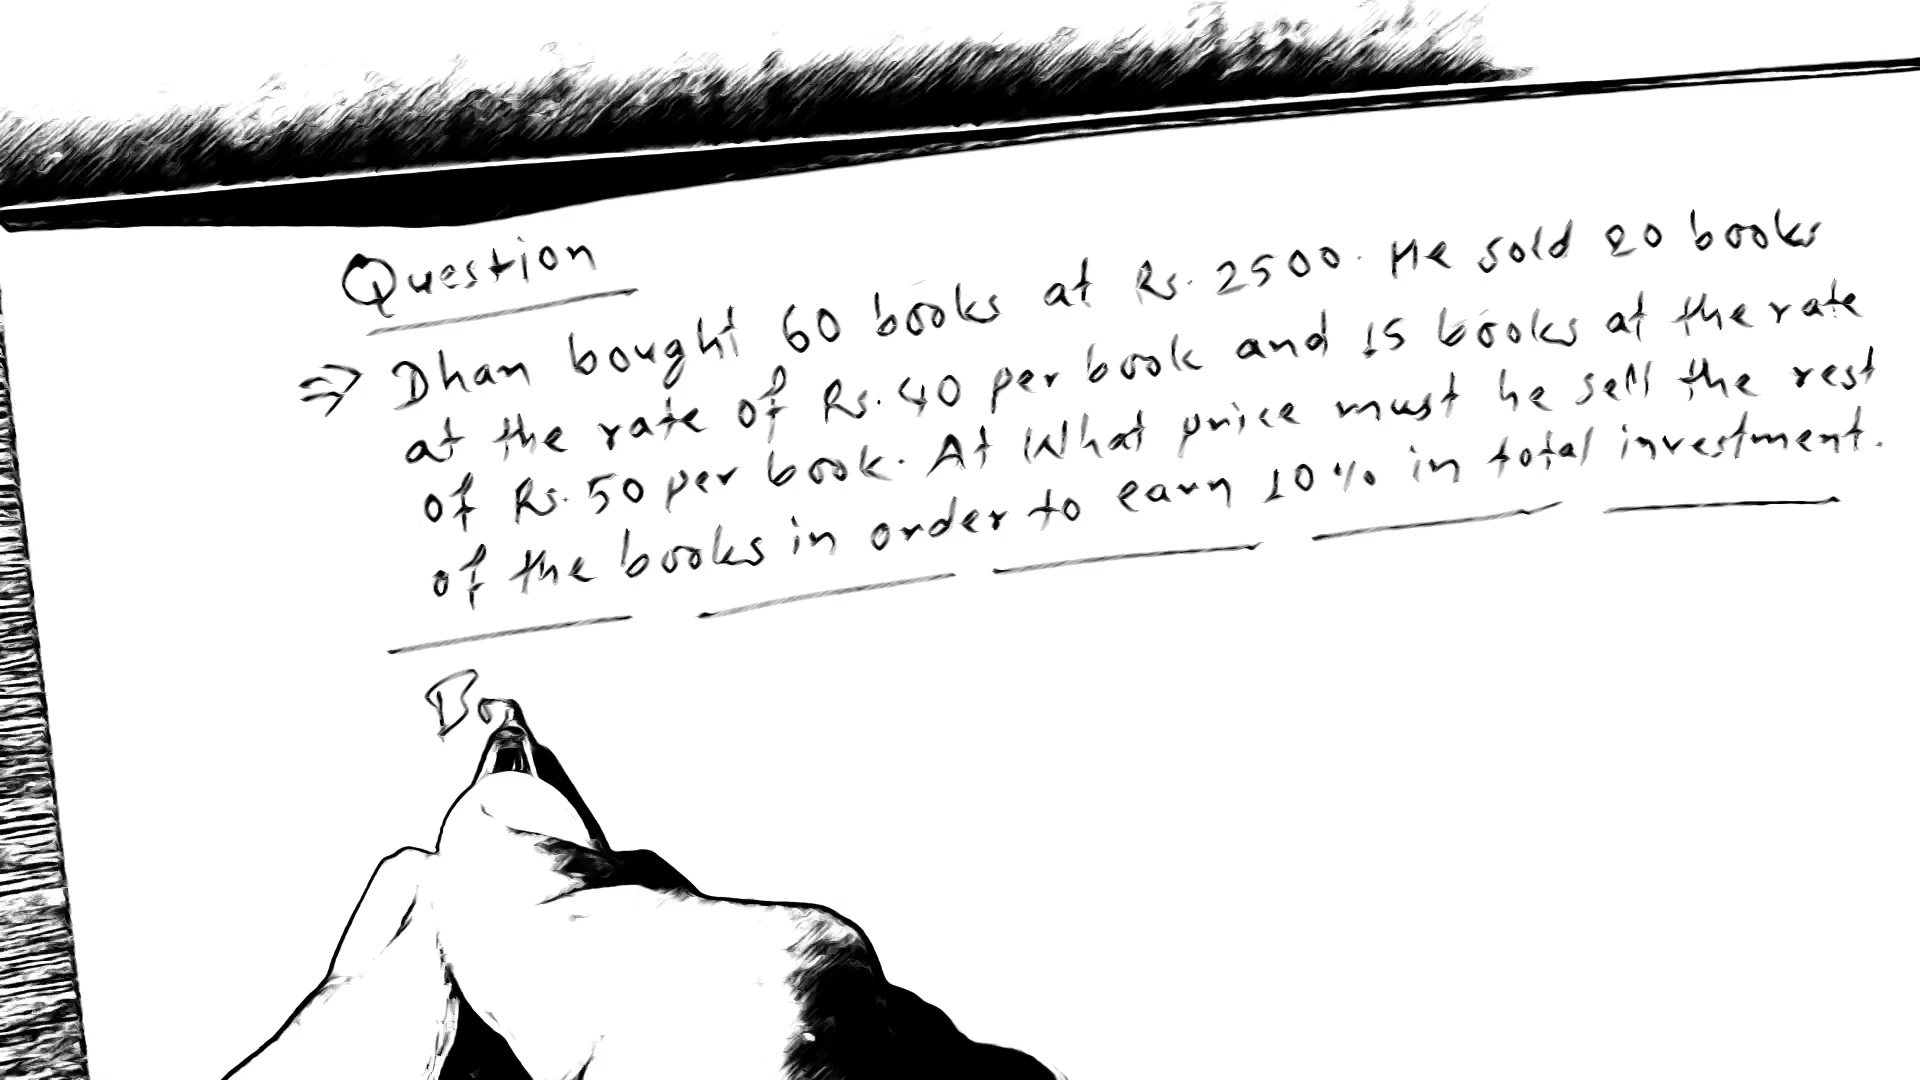 Question
⇒ Dhan bought 60 books at Rs. 2500. He sold 20 books
at the rate of Rs. 40 per book and 15 books at the rate
of Rs. 50 per book. At What price must he sell the rest
of the books in order to earn 10% in total investment.
Bo